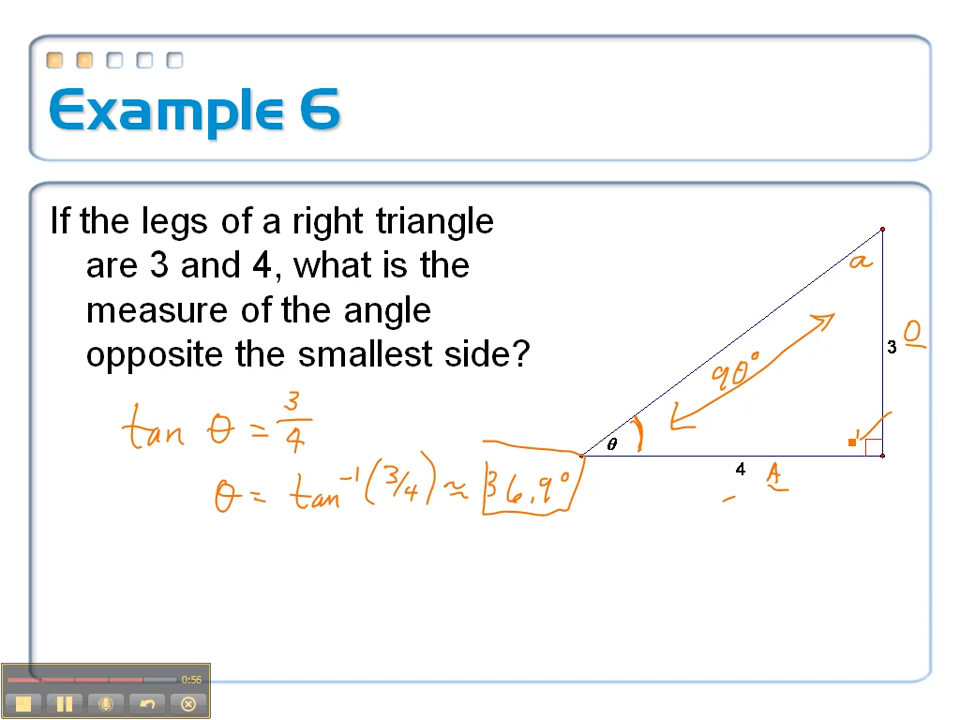 Example 6
If the legs of a right triangle
are 3 and 4, what is the
measure of the angle
opposite the smallest side?
tan θ = 3/4
θ = tan⁻¹(3/4) ≈ 36.9°
a
90°
3 O
θ
4 A
0:56